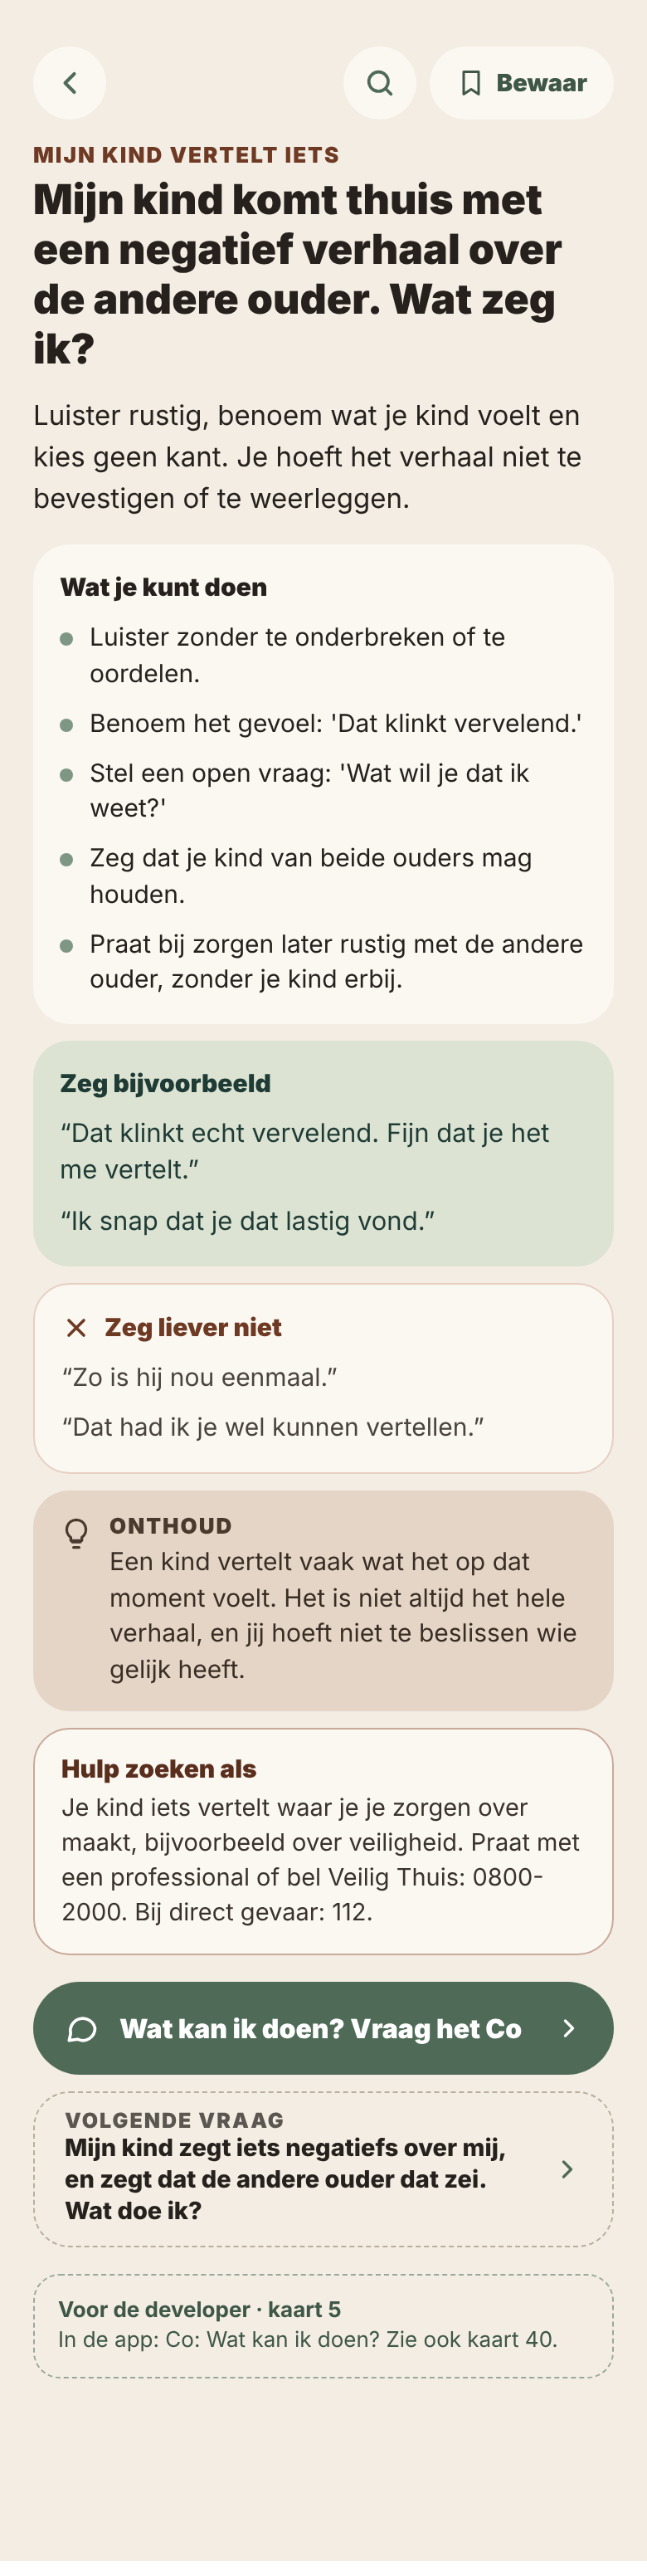 Bewaar
MIJN KIND VERTELT IETS
Mijn kind komt thuis met
een negatief verhaal over
de andere ouder. Wat zeg
ik?
Luister rustig, benoem wat je kind voelt en
kies geen kant. Je hoeft het verhaal niet te
bevestigen of te weerleggen.
Wat je kunt doen
Luister zonder te onderbreken of te
oordelen.
Benoem het gevoel: 'Dat klinkt vervelend.'
Stel een open vraag: 'Wat wil je dat ik
weet?'
Zeg dat je kind van beide ouders mag
houden.
Praat bij zorgen later rustig met de andere
ouder, zonder je kind erbij.
Zeg bijvoorbeeld
“Dat klinkt echt vervelend. Fijn dat je het
me vertelt.”
“Ik snap dat je dat lastig vond.”
Zeg liever niet
“Zo is hij nou eenmaal.”
“Dat had ik je wel kunnen vertellen.”
ONTHOUD
Een kind vertelt vaak wat het op dat
moment voelt. Het is niet altijd het hele
verhaal, en jij hoeft niet te beslissen wie
gelijk heeft.
Hulp zoeken als
Je kind iets vertelt waar je je zorgen over
maakt, bijvoorbeeld over veiligheid. Praat met
een professional of bel Veilig Thuis: 0800-
2000. Bij direct gevaar: 112.
Wat kan ik doen? Vraag het Co
VOLGENDE VRAAG
Mijn kind zegt iets negatiefs over mij,
en zegt dat de andere ouder dat zei.
Wat doe ik?
Voor de developer · kaart 5
In de app: Co: Wat kan ik doen? Zie ook kaart 40.